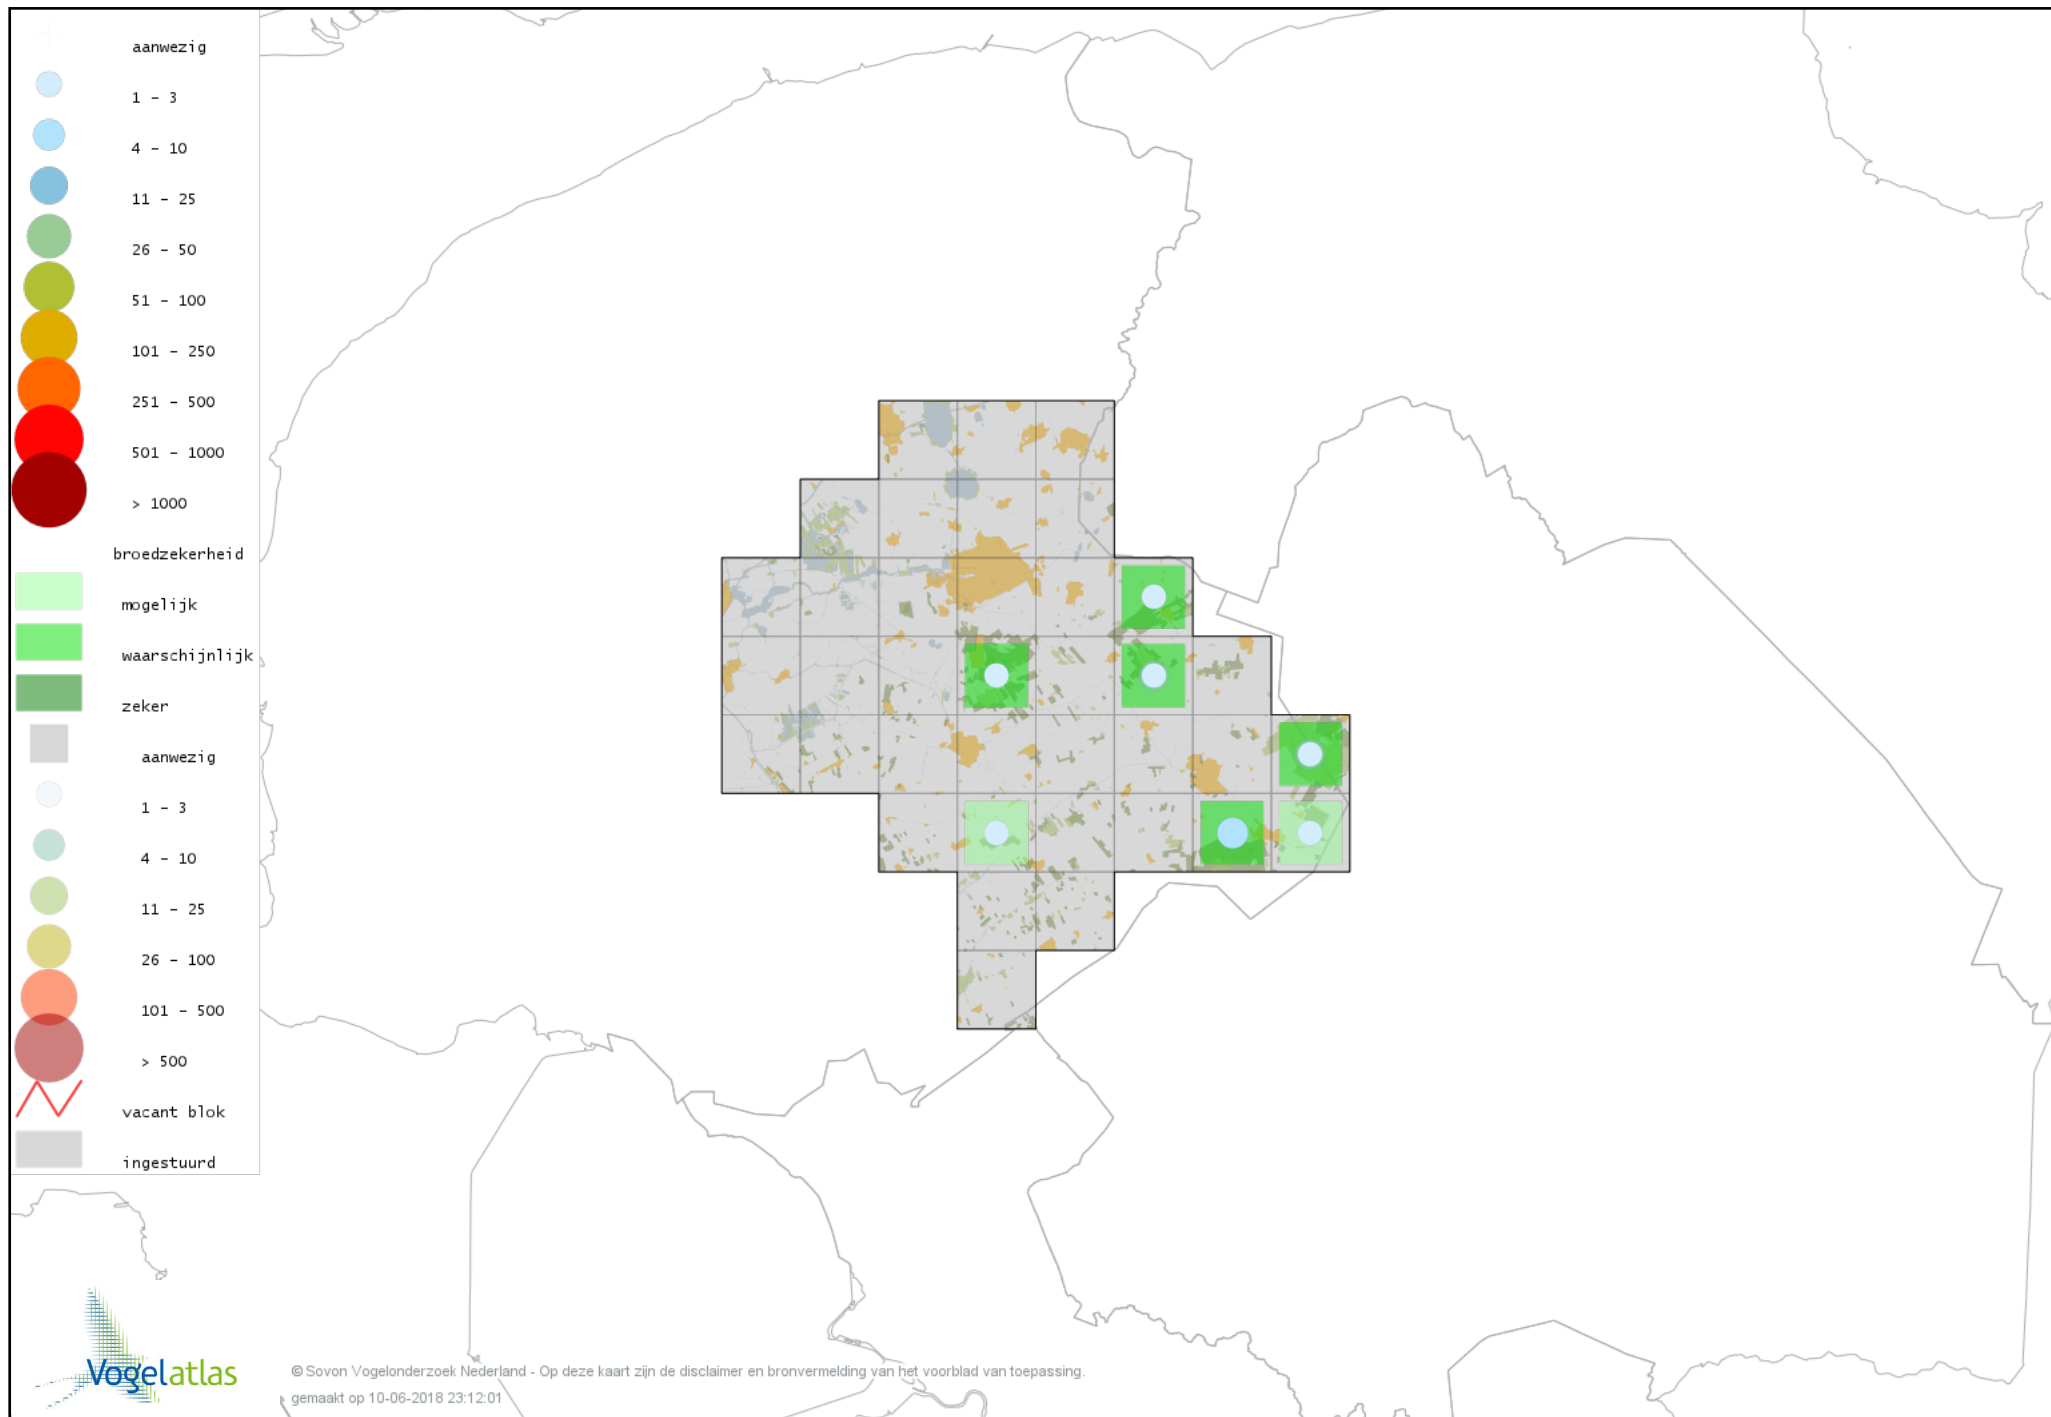 aanwezig
1 - 3
4 - 10
11 - 25
26 - 50
51 - 100
101 - 250
251 - 500
501 - 1000
> 1000
broedzekerheid
mogelijk
waarschijnlijk
zeker
aanwezig
1 - 3
4 - 10
11 - 25
26 - 100
101 - 500
> 500
vacant blok
ingestuurd
Vogelatlas
© Sovon Vogelonderzoek Nederland - Op deze kaart zijn de disclaimer en bronvermelding van het voorblad van toepassing.
gemaakt op 10-06-2018 23:12:01